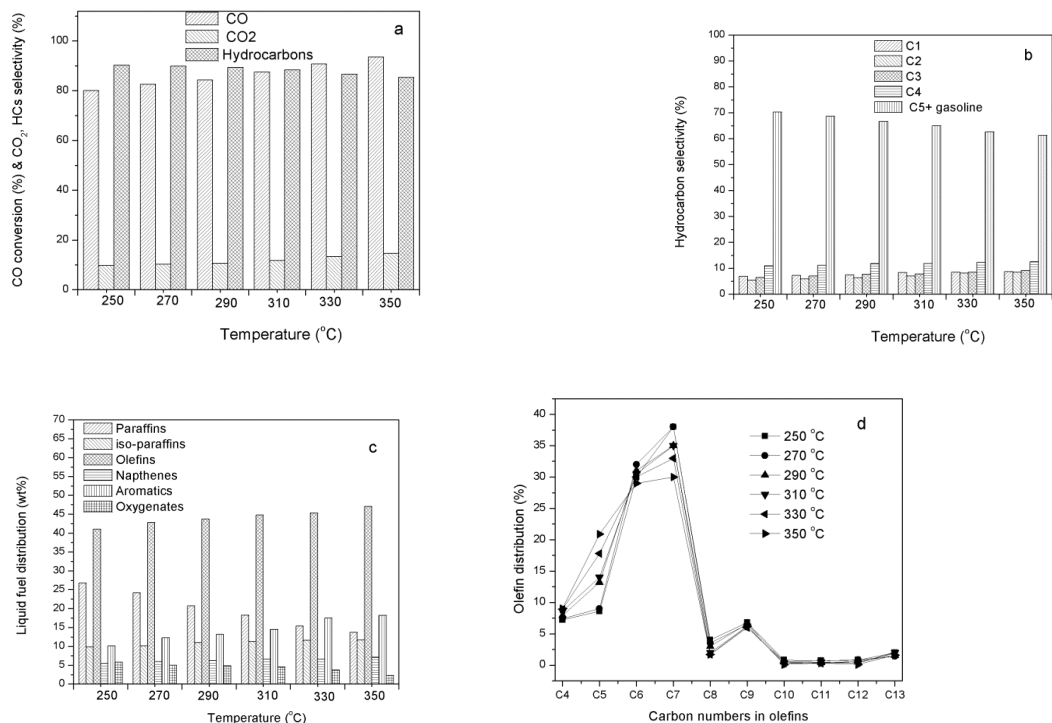 CO
CO2
Hydrocarbons
a
100
80
60
40
20
0
CO conversion (%) & CO2, HCs selectivity (%)
250 270 290 310 330 350
Temperature (°C)
C1
C2
C3
C4
C5+ gasoline
b
100
90
80
70
60
50
40
30
20
10
0
Hydrocarbon selectivity (%)
250 270 290 310 330 350
Temperature (°C)
Paraffins
iso-paraffins
Olefins
Napthenes
Aromatics
Oxygenates
c
70
65
60
55
50
45
40
35
30
25
20
15
10
5
0
Liquid fuel distribution (wt%)
250 270 290 310 330 350
Temperature (°C)
d
250 °C
270 °C
290 °C
310 °C
330 °C
350 °C
40
35
30
25
20
15
10
5
0
Olefin distribution (%)
C4 C5 C6 C7 C8 C9 C10 C11 C12 C13
Carbon numbers in olefins